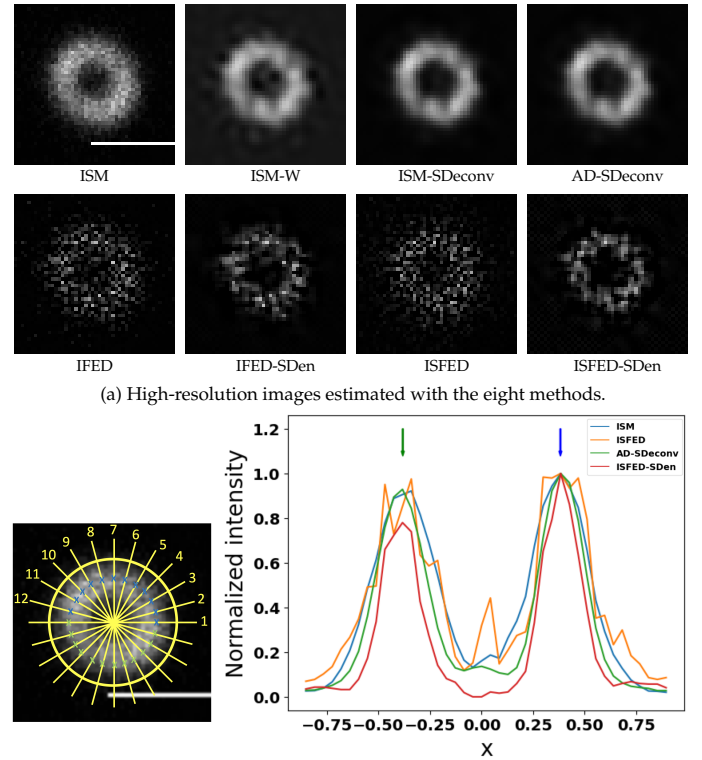 ISM ISM-W ISM-SDeconv AD-SDeconv
IFED IFED-SDen ISFED ISFED-SDen
(a) High-resolution images estimated with the eight methods.
1.2
1.0
0.8
0.6
0.4
0.2
0.0
Normalized intensity
ISM
ISFED
AD-SDeconv
ISFED-SDen
−0.75 −0.50 −0.25 0.00 0.25 0.50 0.75
X
7
8 6
9 5
10 4
11 3
12 2
1